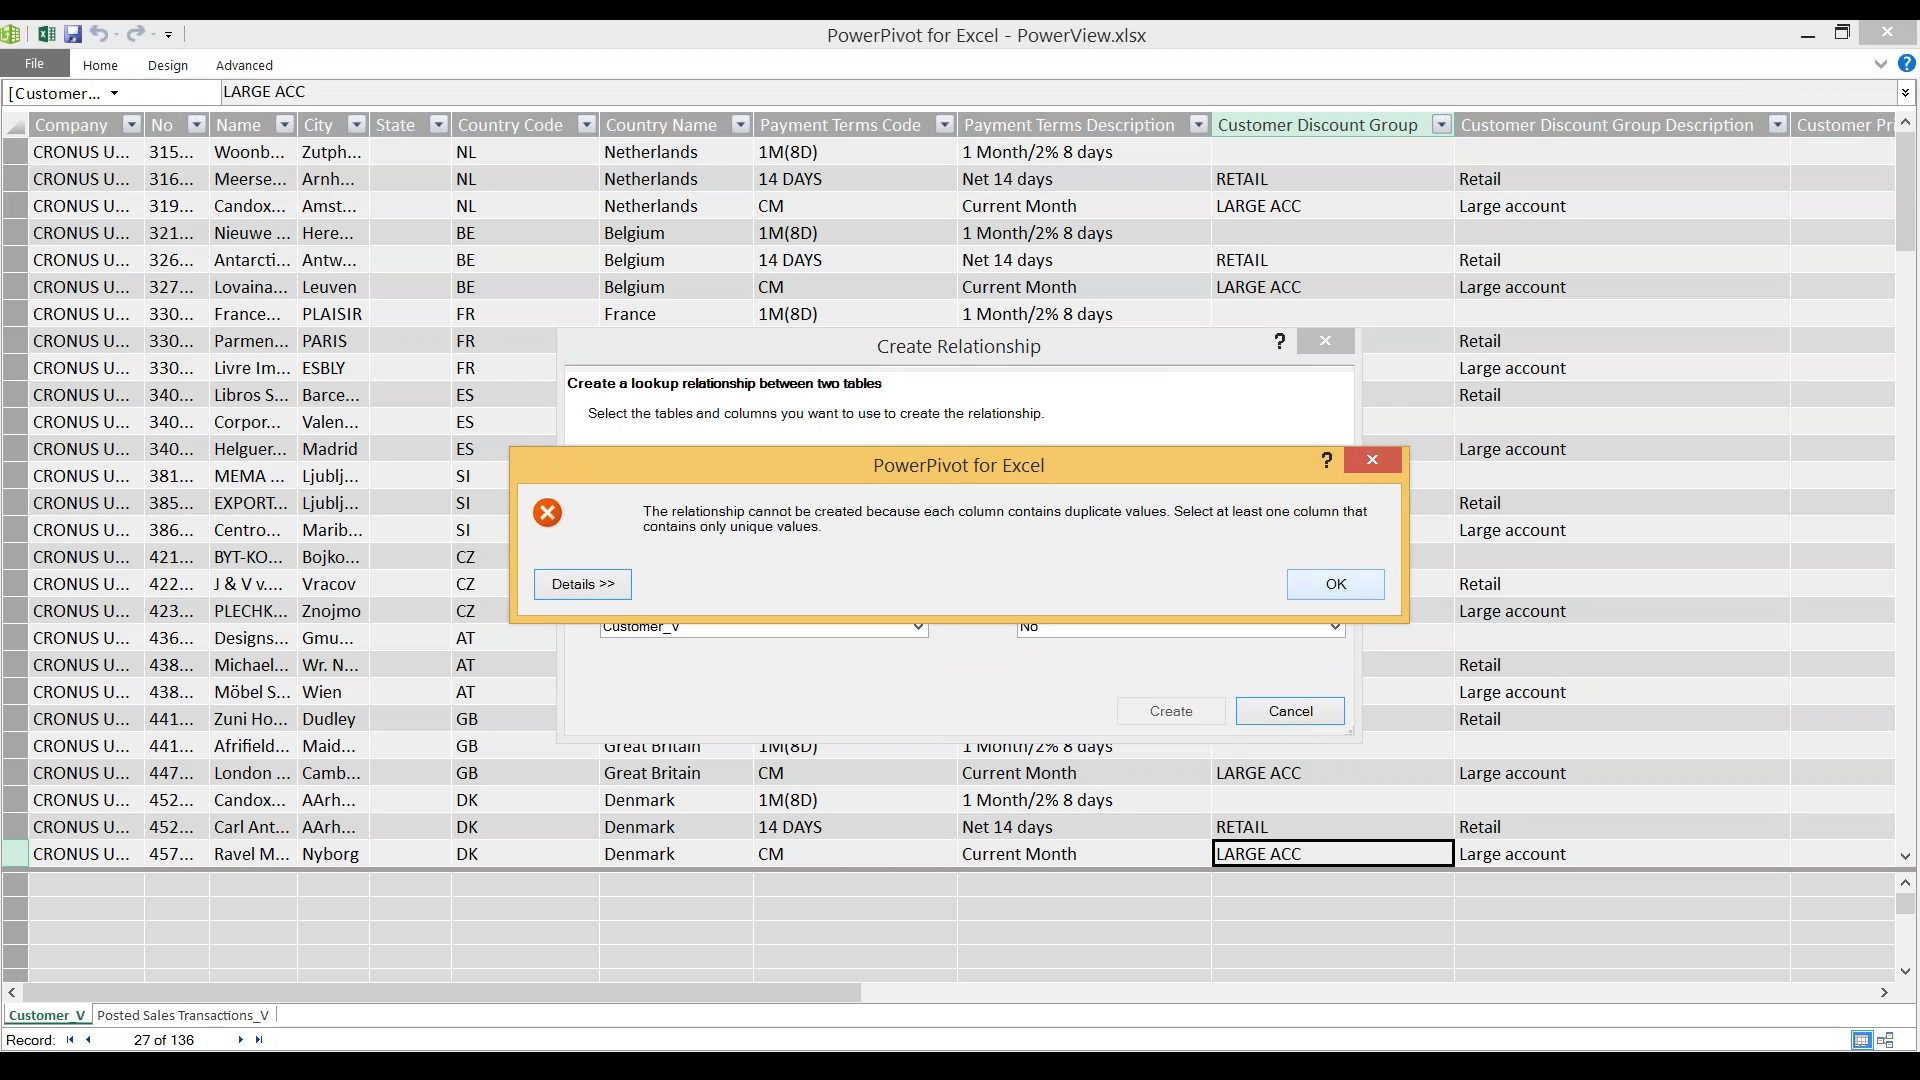 PowerPivot for Excel - PowerView.xlsx
File Home Design Advanced
[Customer... LARGE ACC
Company No Name City State Country Code Country Name Payment Terms Code Payment Terms Description Customer Discount Group Customer Discount Group Description Customer Pri
CRONUS U... 315... Woonb... Zutph... NL Netherlands 1M(8D) 1 Month/2% 8 days
CRONUS U... 316... Meerse... Arnh... NL Netherlands 14 DAYS Net 14 days RETAIL Retail
CRONUS U... 319... Candox... Amst... NL Netherlands CM Current Month LARGE ACC Large account
CRONUS U... 321... Nieuwe ... Here... BE Belgium 1M(8D) 1 Month/2% 8 days
CRONUS U... 326... Antarcti... Antw... BE Belgium 14 DAYS Net 14 days RETAIL Retail
CRONUS U... 327... Lovaina... Leuven BE Belgium CM Current Month LARGE ACC Large account
CRONUS U... 330... France... PLAISIR FR France 1M(8D) 1 Month/2% 8 days
CRONUS U... 330... Parmen... PARIS FR Retail
CRONUS U... 330... Livre Im... ESBLY FR Large account
CRONUS U... 340... Libros S... Barce... ES Retail
CRONUS U... 340... Corpor... Valen... ES
CRONUS U... 340... Helguer... Madrid ES Large account
CRONUS U... 381... MEMA ... Ljublj... SI
CRONUS U... 385... EXPORT... Ljublj... SI Retail
CRONUS U... 386... Centro... Marib... SI Large account
CRONUS U... 421... BYT-KO... Bojko... CZ
CRONUS U... 422... J & V v.... Vracov CZ Retail
CRONUS U... 423... PLECHK... Znojmo CZ Large account
CRONUS U... 436... Designs... Gmu... AT
CRONUS U... 438... Michael... Wr. N... AT Retail
CRONUS U... 438... Möbel S... Wien AT Large account
CRONUS U... 441... Zuni Ho... Dudley GB Retail
CRONUS U... 441... Afrifield... Maid... GB Great Britain 1M(8D) 1 Month/2% 8 days
CRONUS U... 447... London ... Camb... GB Great Britain CM Current Month LARGE ACC Large account
CRONUS U... 452... Candox... AArh... DK Denmark 1M(8D) 1 Month/2% 8 days
CRONUS U... 452... Carl Ant... AArh... DK Denmark 14 DAYS Net 14 days RETAIL Retail
CRONUS U... 457... Ravel M... Nyborg DK Denmark CM Current Month LARGE ACC Large account
Create Relationship
Create a lookup relationship between two tables
Select the tables and columns you want to use to create the relationship.
PowerPivot for Excel
The relationship cannot be created because each column contains duplicate values. Select at least one column that
contains only unique values.
Details >> OK
Customer_V No
Create Cancel
Customer_V Posted Sales Transactions_V
Record: 27 of 136